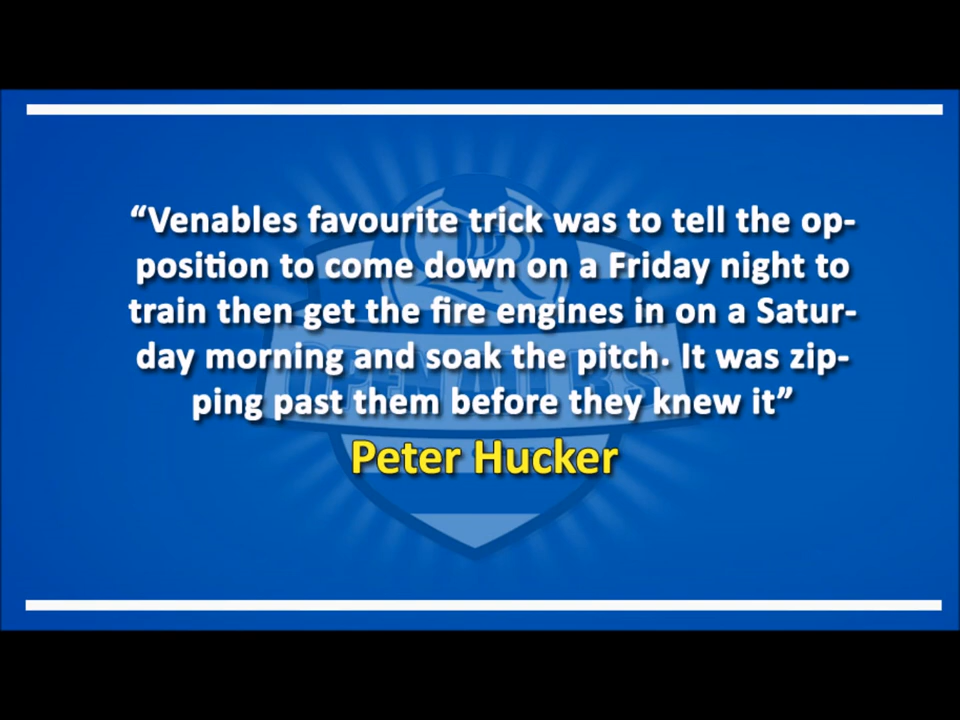 “Venables favourite trick was to tell the op-
position to come down on a Friday night to
train then get the fire engines in on a Satur-
day morning and soak the pitch. It was zip-
ping past them before they knew it”
Peter Hucker